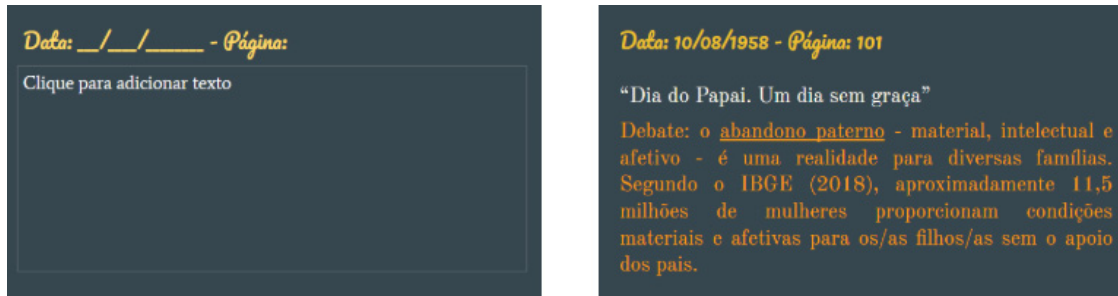 Data: __/__/_____ - Página:
Clique para adicionar texto
Data: 10/08/1958 - Página: 101
“Dia do Papai. Um dia sem graça”
Debate: o abandono paterno - material, intelectual e
afetivo - é uma realidade para diversas famílias.
Segundo o IBGE (2018), aproximadamente 11,5
milhões de mulheres proporcionam condições
materiais e afetivas para os/as filhos/as sem o apoio
dos pais.